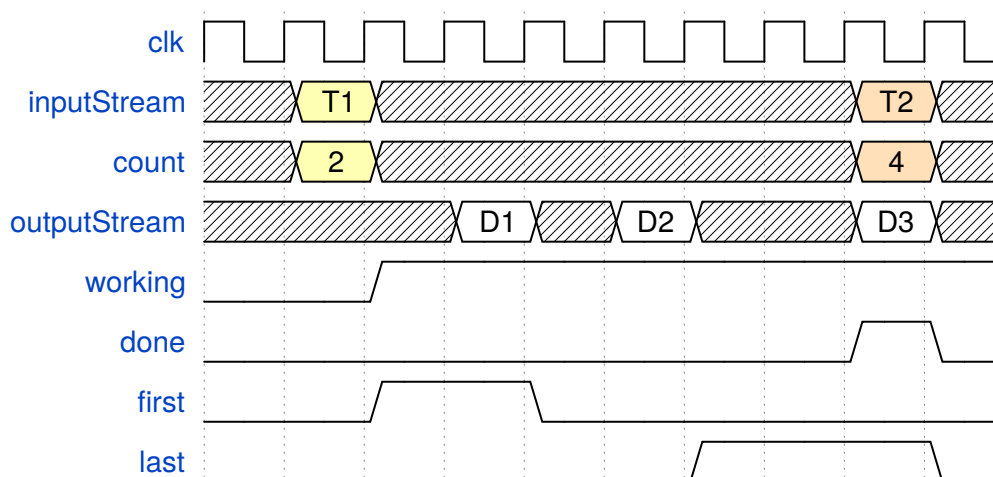 clk
inputStream T1 T2
count 2 4
outputStream D1 D2 D3
working
done
first
last